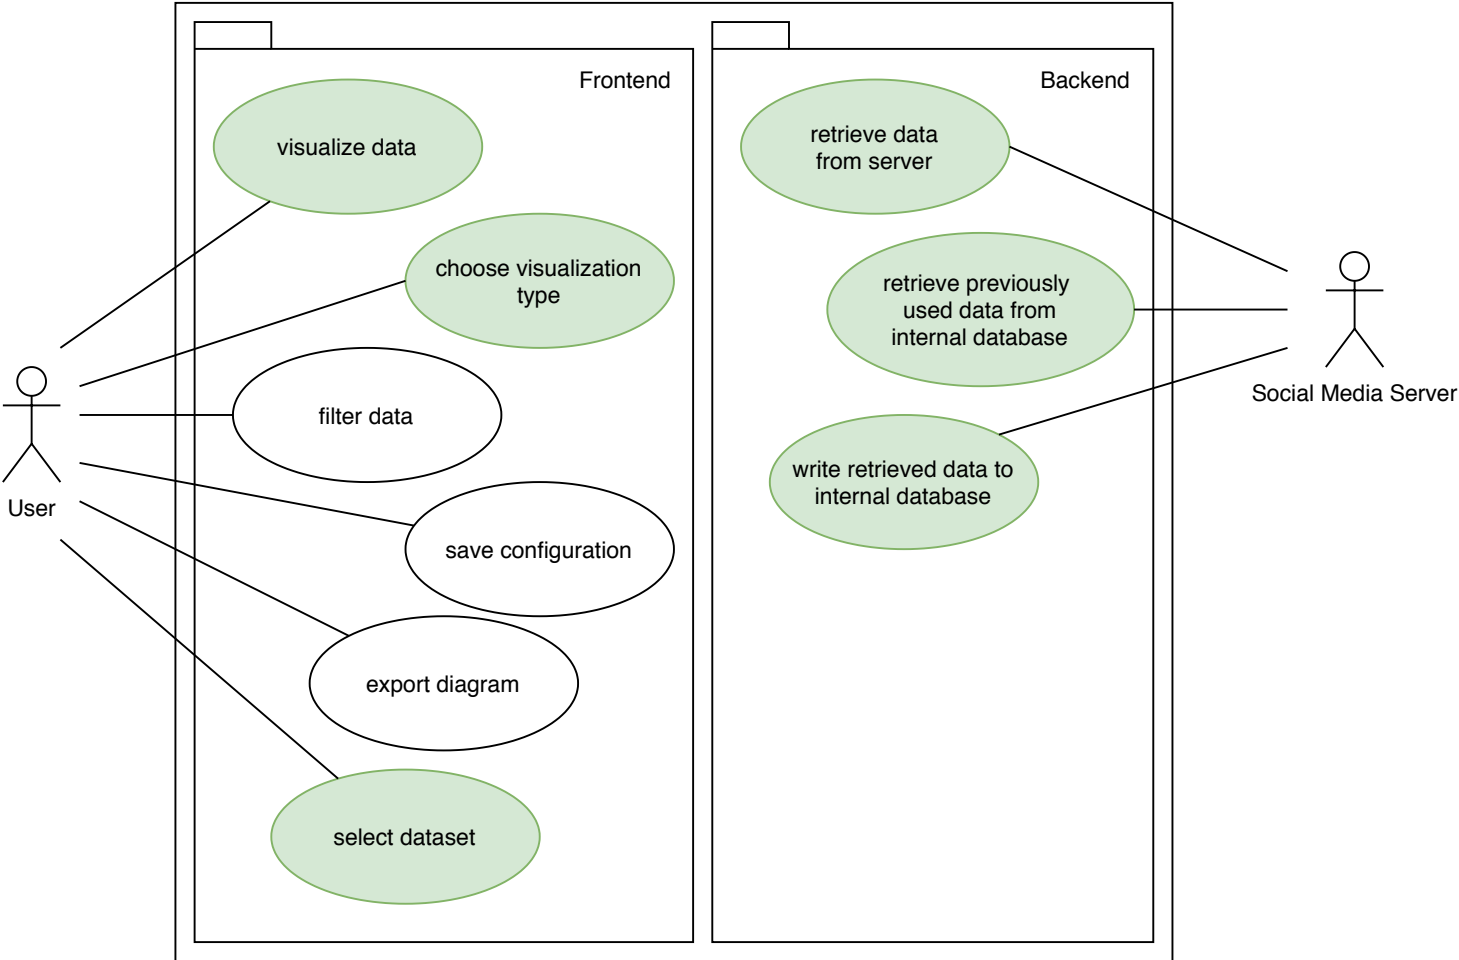 Frontend
visualize data
choose visualization
type
filter data
save configuration
export diagram
select dataset
User
Backend
retrieve data
from server
retrieve previously
used data from
internal database
write retrieved data to
internal database
Social Media Server